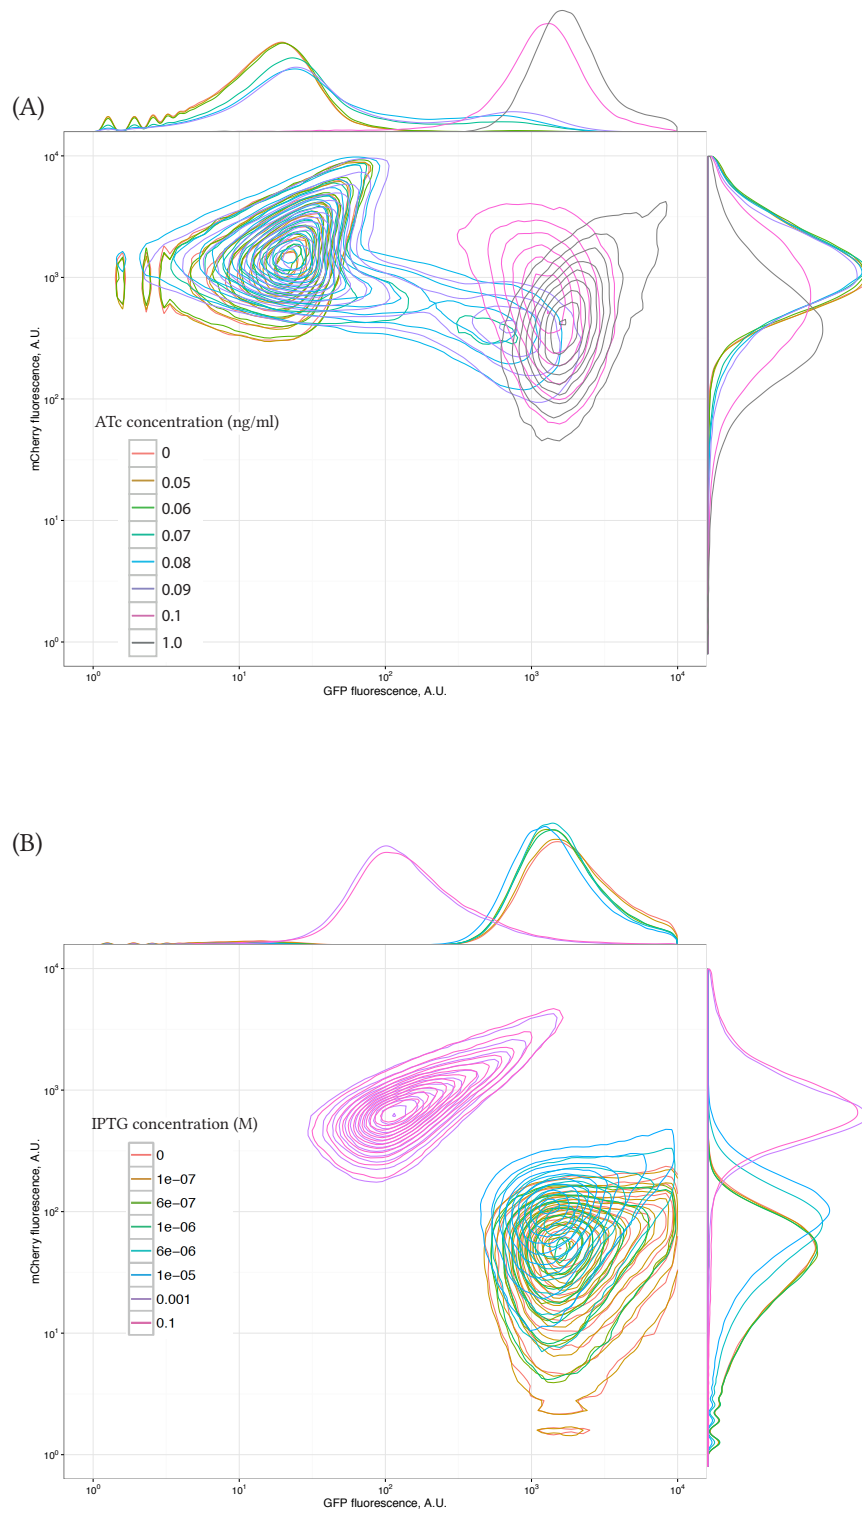 (A)
10⁴
10³
10²
10¹
10⁰
mCherry fluorescence, A.U.
ATc concentration (ng/ml)
0
0.05
0.06
0.07
0.08
0.09
0.1
1.0
10⁰ 10¹ 10² 10³ 10⁴
GFP fluorescence, A.U.
(B)
10⁴
10³
10²
10¹
10⁰
mCherry fluorescence, A.U.
IPTG concentration (M)
0
1e−07
6e−07
1e−06
6e−06
1e−05
0.001
0.1
10⁰ 10¹ 10² 10³ 10⁴
GFP fluorescence, A.U.